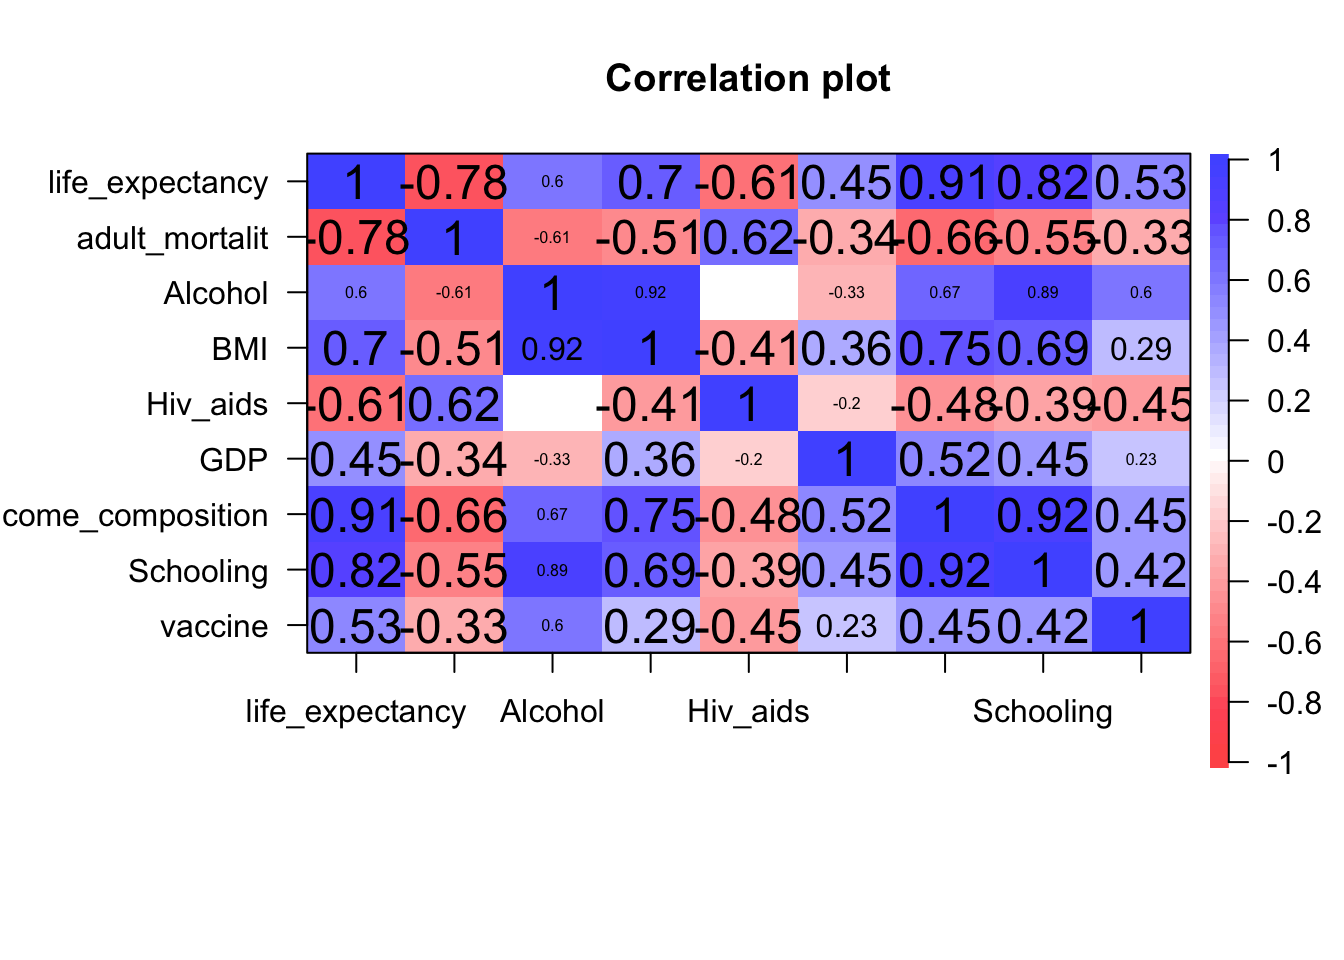 Correlation plot
life_expectancy 1 -0.78 0.6 0.7 -0.61 0.45 0.91 0.82 0.53 1
adult_mortalit -0.78 1 -0.61 -0.51 0.62 -0.34 -0.66 -0.55 -0.33 0.8
Alcohol 0.6 -0.61 1 0.92 -0.33 0.67 0.89 0.6 0.6
BMI 0.7 -0.51 0.92 1 -0.41 0.36 0.75 0.69 0.29 0.4
Hiv_aids -0.61 0.62 -0.41 1 -0.2 -0.48 -0.39 -0.45 0.2
GDP 0.45 -0.34 -0.33 0.36 -0.2 1 0.52 0.45 0.23 0
come_composition 0.91 -0.66 0.67 0.75 -0.48 0.52 1 0.92 0.45 -0.2
Schooling 0.82 -0.55 0.89 0.69 -0.39 0.45 0.92 1 0.42 -0.4
vaccine 0.53 -0.33 0.6 0.29 -0.45 0.23 0.45 0.42 1 -0.6
life_expectancy Alcohol Hiv_aids Schooling -0.8
-1